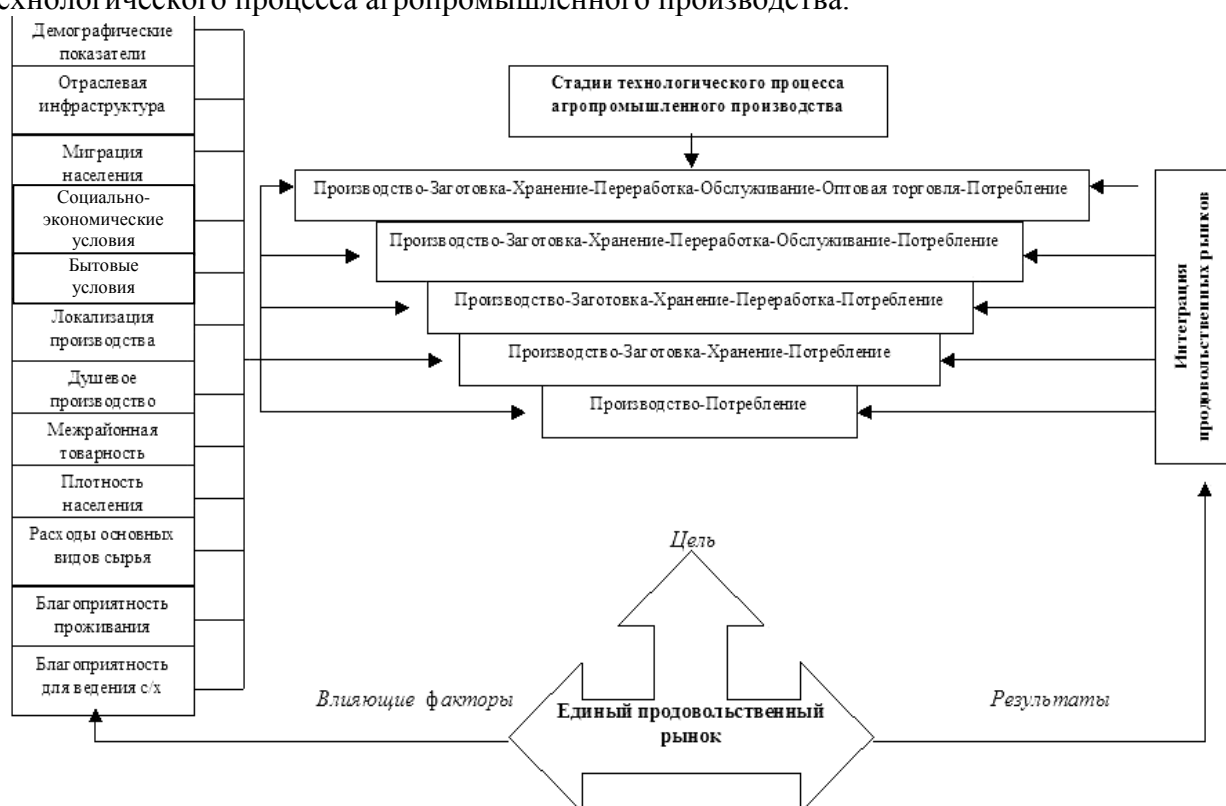 технологического процесса агропромышленного производства.
Демографические
показатели
Отраслевая
инфраструктура
Миграция
населения
Социально-
экономические
условия
Бытовые
условия
Локализация
производства
Душевое
производство
Межрайонная
товарность
Плотность
населения
Расходы основных
видов сырья
Благоприятность
проживания
Благоприятность
для ведения с/х
Стадии технологического процесса
агропромышленного производства
Производство-Заготовка-Хранение-Переработка-Обслуживание-Оптовая торговля-Потребление
Производство-Заготовка-Хранение-Переработка-Обслуживание-Потребление
Производство-Заготовка-Хранение-Переработка-Потребление
Производство-Заготовка-Хранение-Потребление
Производство-Потребление
Интеграция
продовольственных рынков
Цель
Влияющие факторы
Единый продовольственный
рынок
Результаты